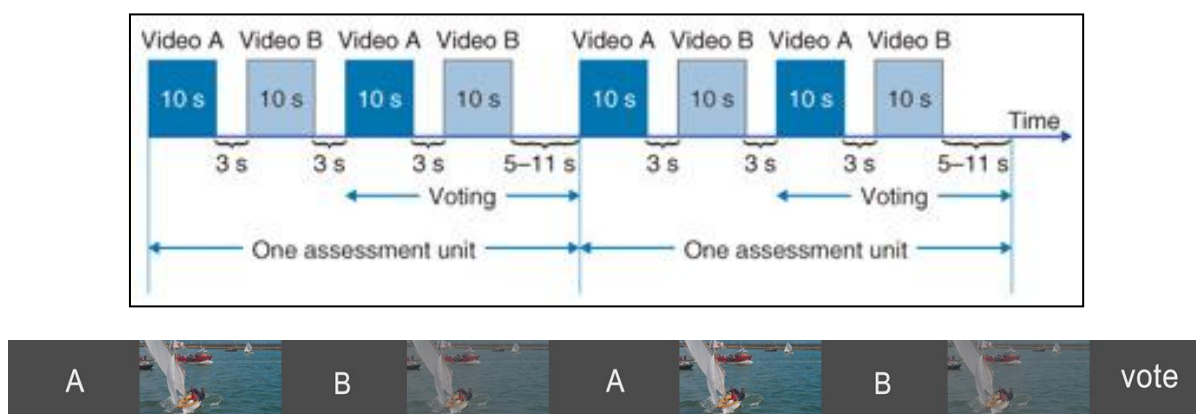 Video A Video B Video A Video B Video A Video B Video A Video B
10 s 10 s 10 s 10 s 10 s 10 s 10 s 10 s
Time
3 s 3 s 3 s 5–11 s 3 s 3 s 3 s 5–11 s
Voting Voting
One assessment unit One assessment unit
A B A B vote